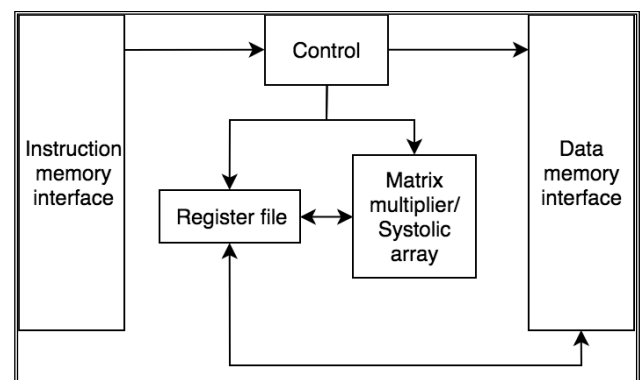 Control
Instruction
memory
interface
Data
memory
interface
Register file
Matrix
multiplier/
Systolic
array